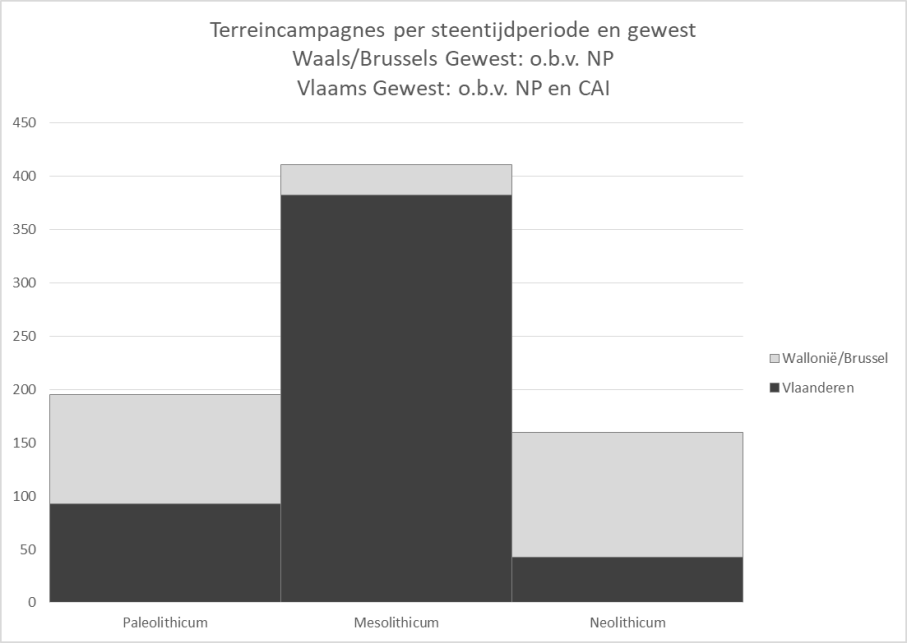 Terreincampagnes per steentijdperiode en gewest
Waals/Brussels Gewest: o.b.v. NP
Vlaams Gewest: o.b.v. NP en CAI
450
400
350
300
250
200
150
100
50
0
Paleolithicum
Mesolithicum
Neolithicum
Wallonië/Brussel
Vlaanderen